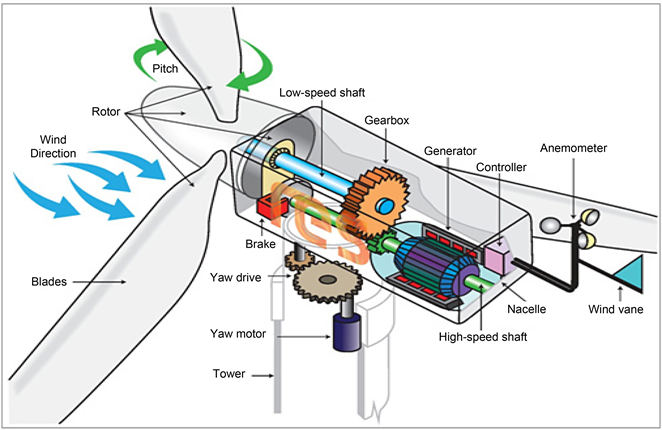 Pitch
Low-speed shaft
Rotor
Gearbox
Wind
Direction
Generator
Anemometer
Controller
Brake
Blades
Yaw drive
Wind vane
Nacelle
Yaw motor
High-speed shaft
Tower